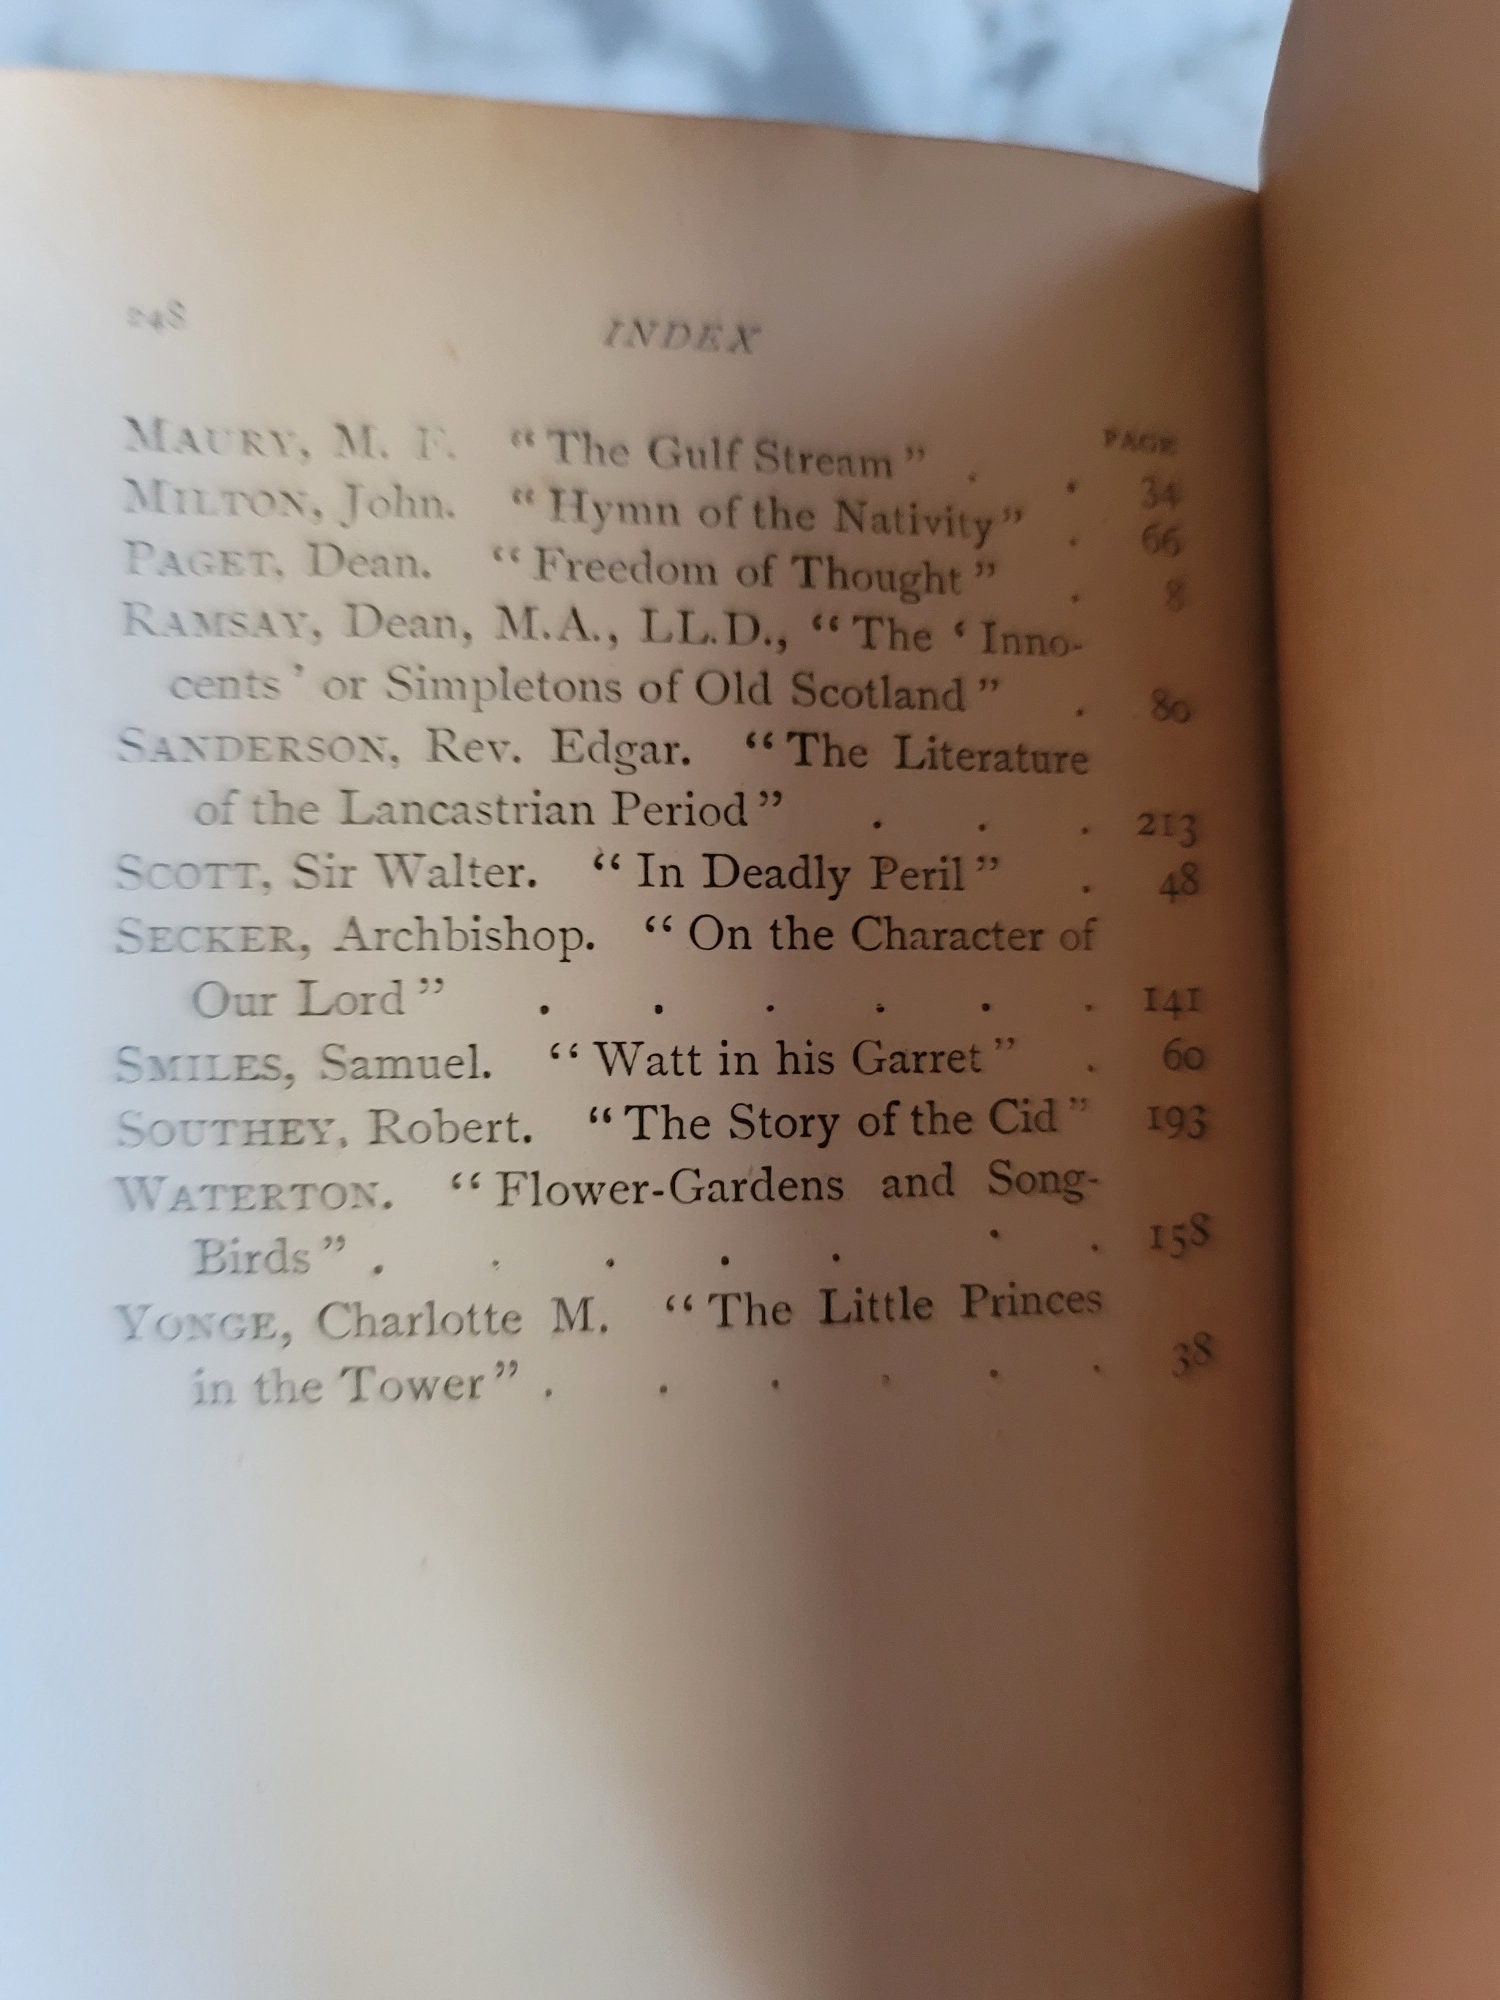 248 INDEX
PAGE
MAURY, M. F. “The Gulf Stream” . . 34
MILTON, John. “Hymn of the Nativity” . 66
PAGET, Dean. “Freedom of Thought” . 8
RAMSAY, Dean, M.A., LL.D., “The ‘Inno-
cents’ or Simpletons of Old Scotland” . 80
SANDERSON, Rev. Edgar. “The Literature
of the Lancastrian Period” . . . 213
SCOTT, Sir Walter. “In Deadly Peril” . 48
SECKER, Archbishop. “On the Character of
Our Lord” . . . . . . 141
SMILES, Samuel. “Watt in his Garret” . 60
SOUTHEY, Robert. “The Story of the Cid” 193
WATERTON. “Flower-Gardens and Song-
Birds” . . . . . . . 158
YONGE, Charlotte M. “The Little Princes
in the Tower” . . . . . . 38